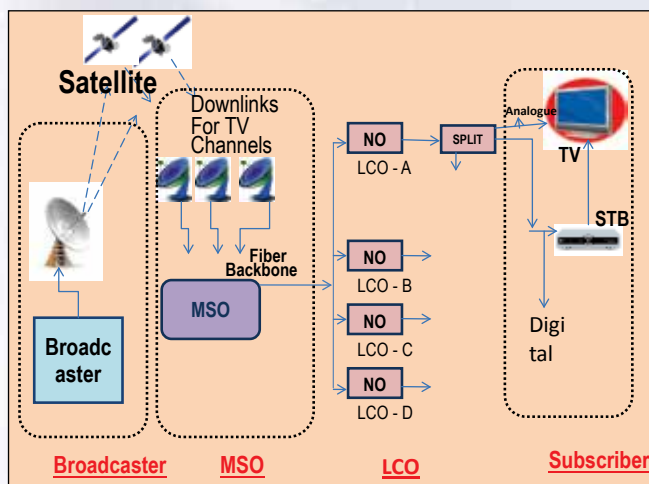 Satellite
Downlinks
For TV
Channels
Fiber
Backbone
MSO
Broadc
aster
NO
LCO - A
SPLIT
Analogue
TV
STB
NO
LCO - B
NO
LCO - C
NO
LCO - D
Digi
tal
Broadcaster
MSO
LCO
Subscriber